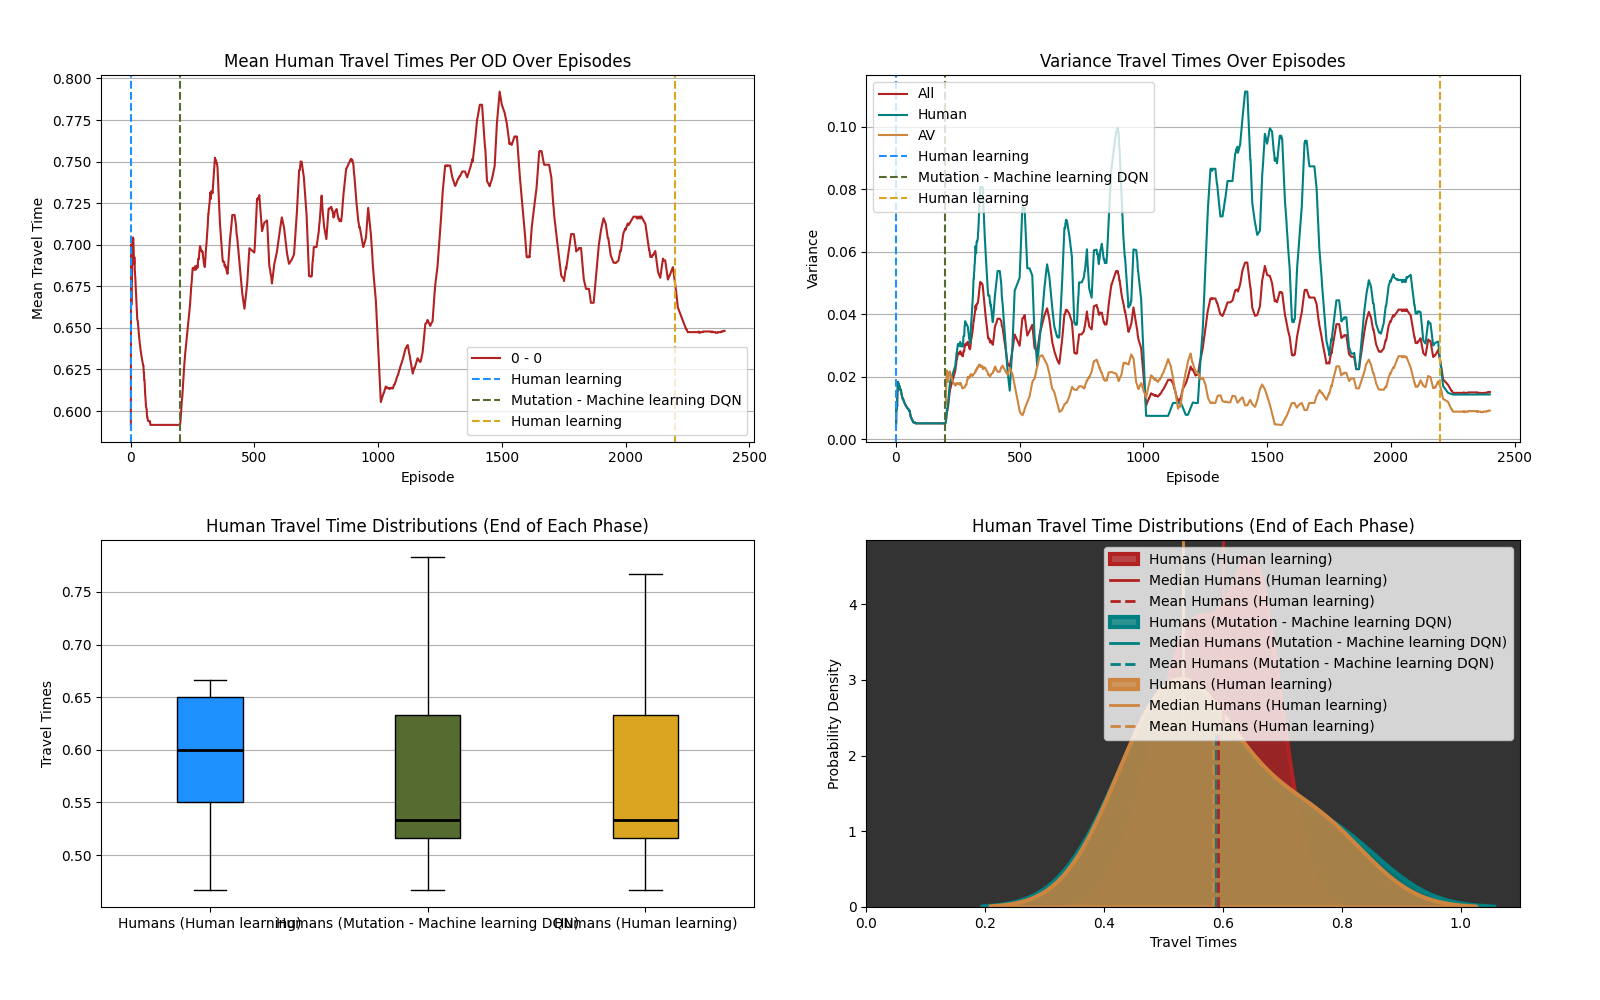 Mean Human Travel Times Per OD Over Episodes
Mean Travel Time
0.800
0.775
0.750
0.725
0.700
0.675
0.650
0.625
0.600
0 - 0
Human learning
Mutation - Machine learning DQN
Human learning
0
500
1000
1500
2000
2500
Episode
Variance Travel Times Over Episodes
Variance
0.10
0.08
0.06
0.04
0.02
0.00
All
Human
AV
Human learning
Mutation - Machine learning DQN
Human learning
0
500
1000
1500
2000
2500
Episode
Human Travel Time Distributions (End of Each Phase)
Travel Times
0.75
0.70
0.65
0.60
0.55
0.50
Humans (Human learning)
Humans (Mutation - Machine learning DQN)
Humans (Human learning)
Human Travel Time Distributions (End of Each Phase)
Probability Density
4
3
2
1
0
Humans (Human learning)
Median Humans (Human learning)
Mean Humans (Human learning)
Humans (Mutation - Machine learning DQN)
Median Humans (Mutation - Machine learning DQN)
Mean Humans (Mutation - Machine learning DQN)
Humans (Human learning)
Median Humans (Human learning)
Mean Humans (Human learning)
0.0
0.2
0.4
0.6
0.8
1.0
Travel Times